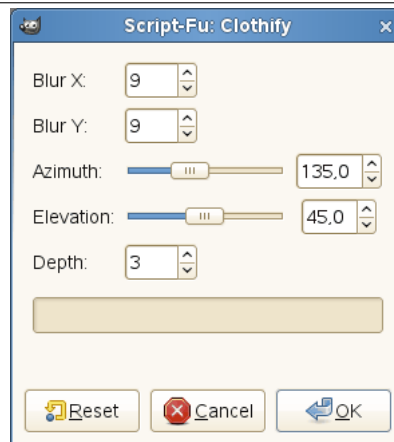 Script-Fu: Clothify
Blur X: 9
Blur Y: 9
Azimuth: 135,0
Elevation: 45,0
Depth: 3
Reset Cancel OK